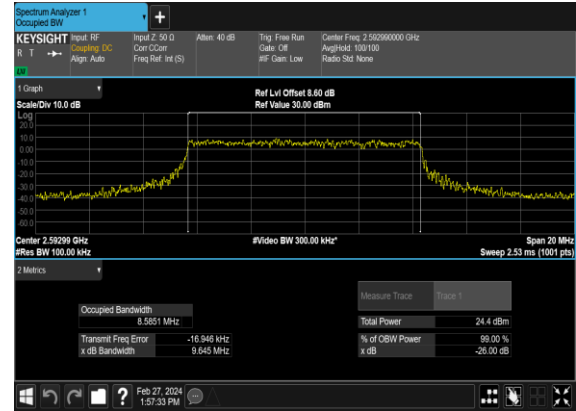 Spectrum Analyzer 1
Occupied BW
+
KEYSIGHT Input: RF Input Z: 50 Ω Atten: 40 dB Trig: Free Run Center Freq: 2.592990000 GHz
R T Coupling: DC Corr CCorr Gate: Off Avg|Hold: 100/100
Align: Auto Freq Ref: Int (S) #IF Gain: Low Radio Std: None
LU
1 Graph
Ref Lvl Offset 8.60 dB
Scale/Div 10.0 dB Ref Value 30.00 dBm
Log
20.0
10.0
0.00
-10.0
-20.0
-30.0
-40.0
-50.0
-60.0
Center 2.59299 GHz #Video BW 300.00 kHz* Span 20 MHz
#Res BW 100.00 kHz Sweep 2.53 ms (1001 pts)
2 Metrics
Measure Trace Trace 1
Occupied Bandwidth
8.5851 MHz Total Power 24.4 dBm
Transmit Freq Error -16.946 kHz % of OBW Power 99.00 %
x dB Bandwidth 9.645 MHz x dB -26.00 dB
? Feb 27, 2024
1:57:33 PM